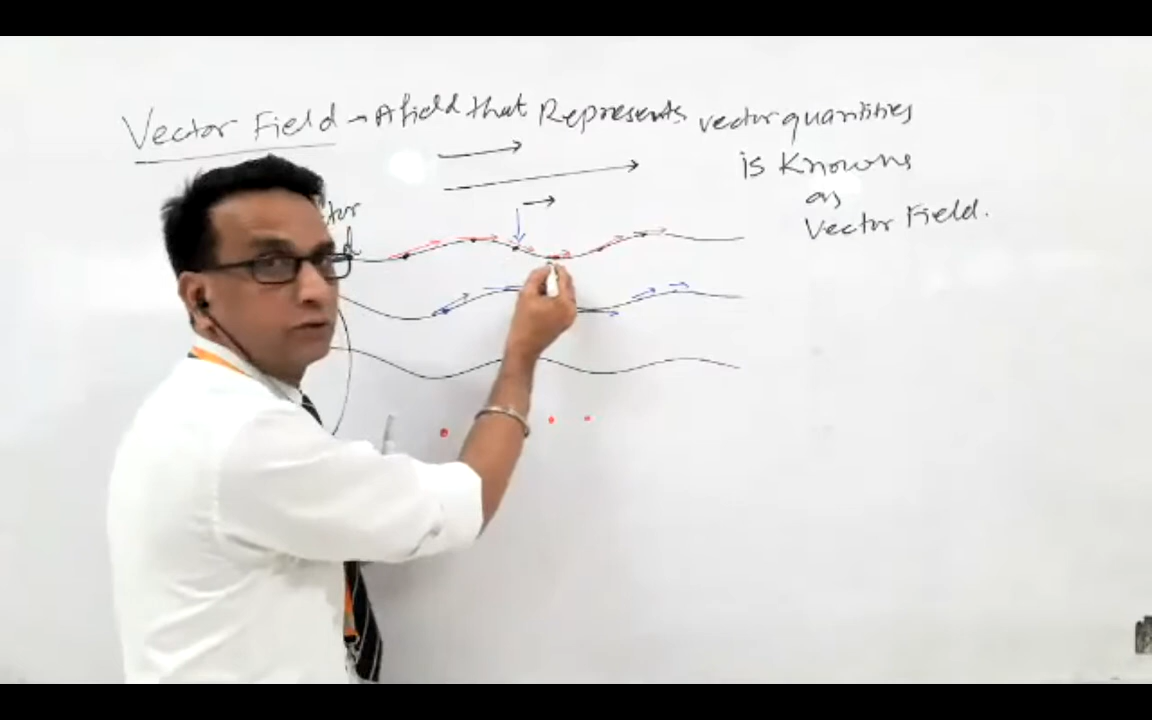 Vector Field → A field that Represents vector quantities
is Knowns
as
Vector Field.